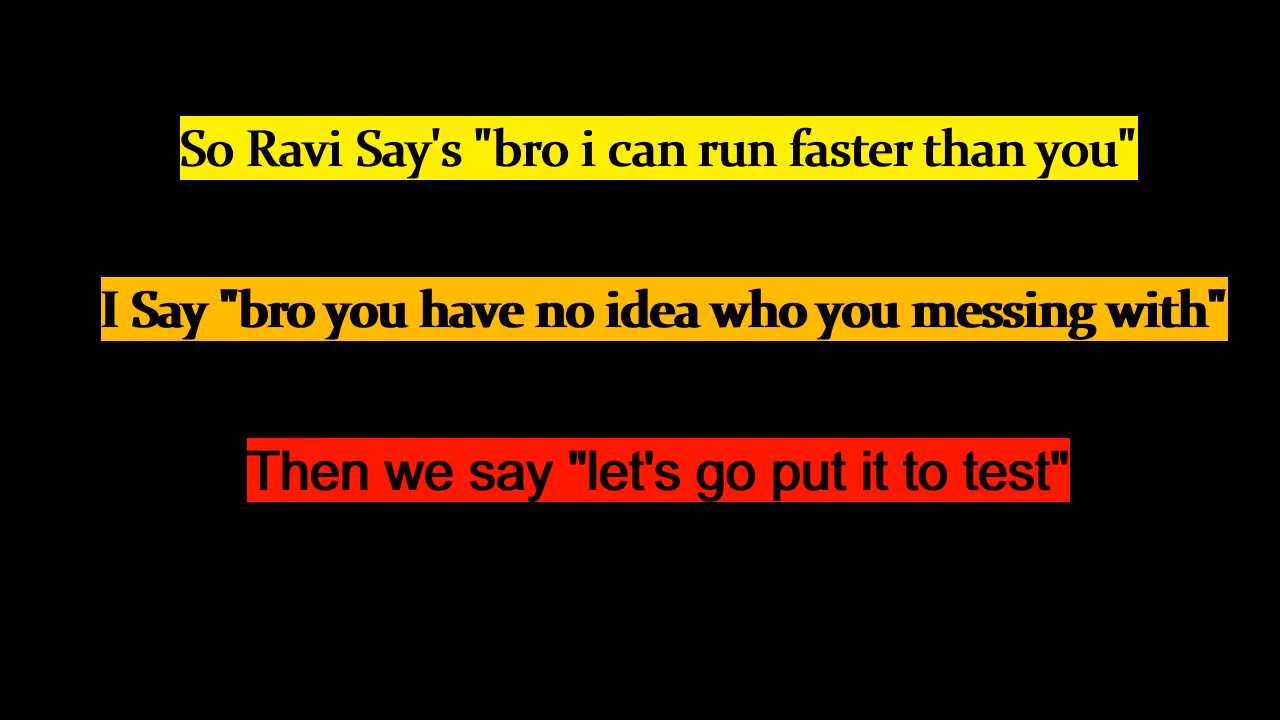 So Ravi Say's "bro i can run faster than you"
I Say "bro you have no idea who you messing with"
Then we say "let's go put it to test"